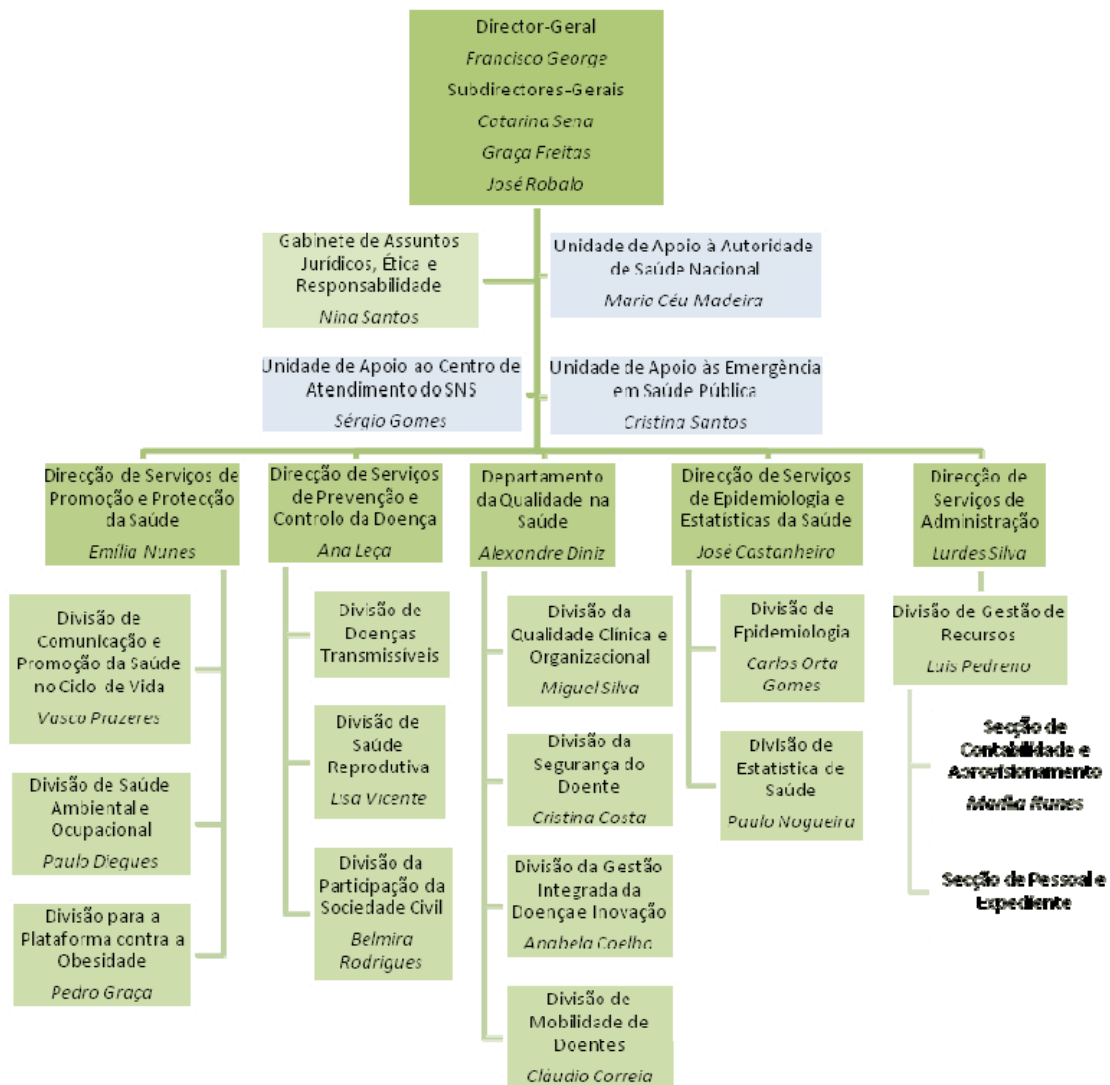 Director-Geral
Francisco George
Subdirectores-Gerais
Catarina Sena
Graça Freitas
José Robalo
Gabinete de Assuntos
Jurídicos, Ética e
Responsabilidade
Nina Santos
Unidade de Apoio à Autoridade
de Saúde Nacional
Maria Céu Madeira
Unidade de Apoio ao Centro de
Atendimento do SNS
Sérgio Gomes
Unidade de Apoio às Emergência
em Saúde Pública
Cristina Santos
Direcção de Serviços de
Promoção e Protecção
da Saúde
Emília Nunes
Divisão de
Comunicação e
Promoção da Saúde
no Ciclo de Vida
Vasco Prazeres
Divisão de Saúde
Ambiental e
Ocupacional
Paulo Diegues
Divisão para a
Plataforma contra a
Obesidade
Pedro Graça
Direcção de Serviços
de Prevenção e
Controlo da Doença
Ana Leça
Divisão de
Doenças
Transmissíveis
Divisão de
Saúde
Reprodutiva
Lisa Vicente
Divisão da
Participação da
Sociedade Civil
Belmira
Rodrigues
Departamento
da Qualidade na
Saúde
Alexandre Diniz
Divisão da
Qualidade Clínica e
Organizacional
Miguel Silva
Divisão da
Segurança do
Doente
Cristina Costa
Divisão da Gestão
Integrada da
Doença e Inovação
Anabela Coelho
Divisão de
Mobilidade de
Doentes
Cláudio Correia
Direcção de Serviços
de Epidemiologia e
Estatísticas da Saúde
José Castanheira
Divisão de
Epidemiologia
Carlos Orta
Gomes
Divisão de
Estatística de
Saúde
Paulo Nogueira
Direcção de
Serviços de
Administração
Lurdes Silva
Divisão de Gestão de
Recursos
Luis Pedreno
Secção de
Contabilidade e
Aprovisionamento
Nunes
Secção de Pessoal e
Expediente